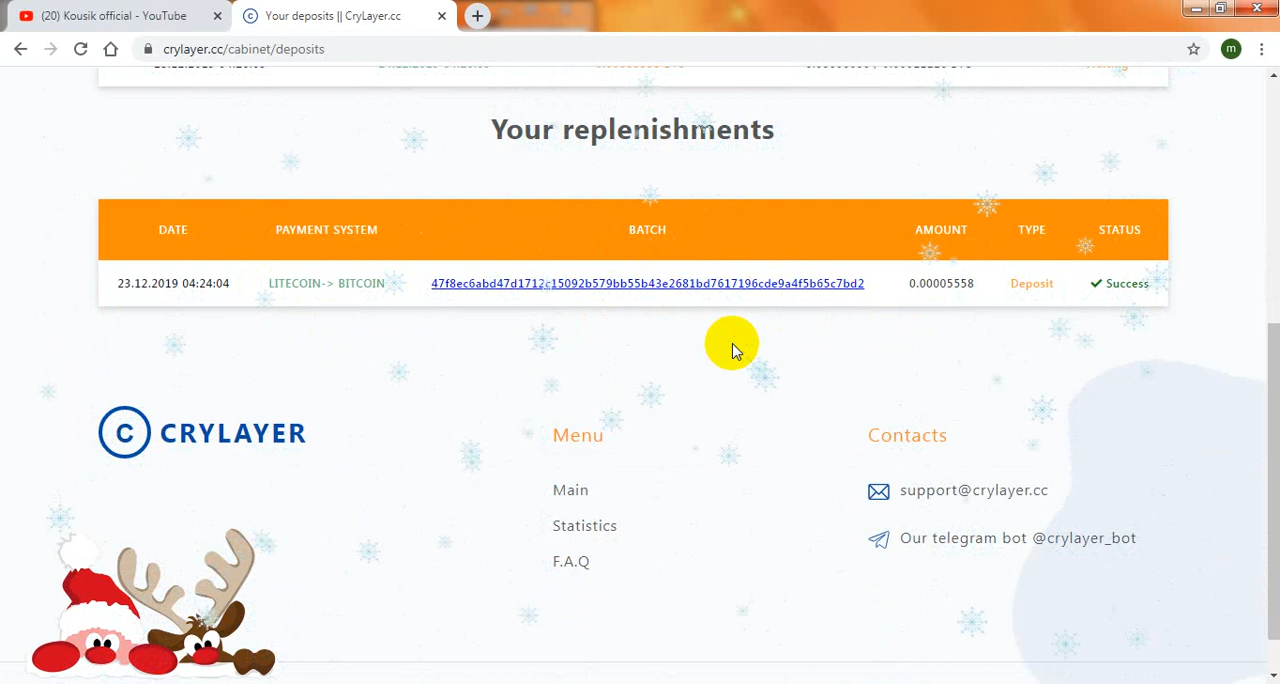 (20) Kousik official - YouTube
Your deposits || CryLayer.cc
crylayer.cc/cabinet/deposits
m
Your replenishments
DATE PAYMENT SYSTEM BATCH AMOUNT TYPE STATUS
23.12.2019 04:24:04 LITECOIN-> BITCOIN 0.00005558 Deposit Success
C CRYLAYER
Menu
Contacts
Main
support@crylayer.cc
Statistics
Our telegram bot @crylayer_bot
F.A.Q